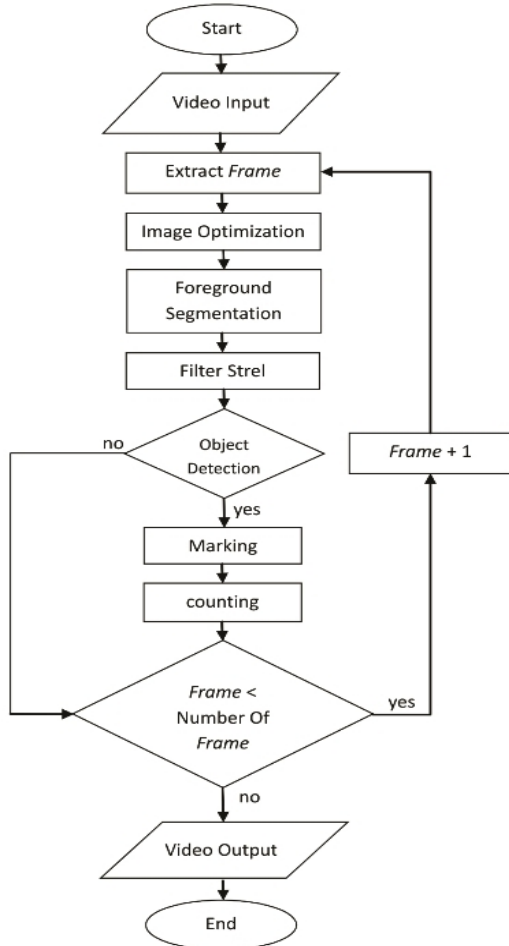 Start
Video Input
Extract Frame
Image Optimization
Foreground
Segmentation
Filter Strel
no
Object
Detection
Frame + 1
yes
Marking
counting
Frame <
Number Of
Frame
yes
no
Video Output
End